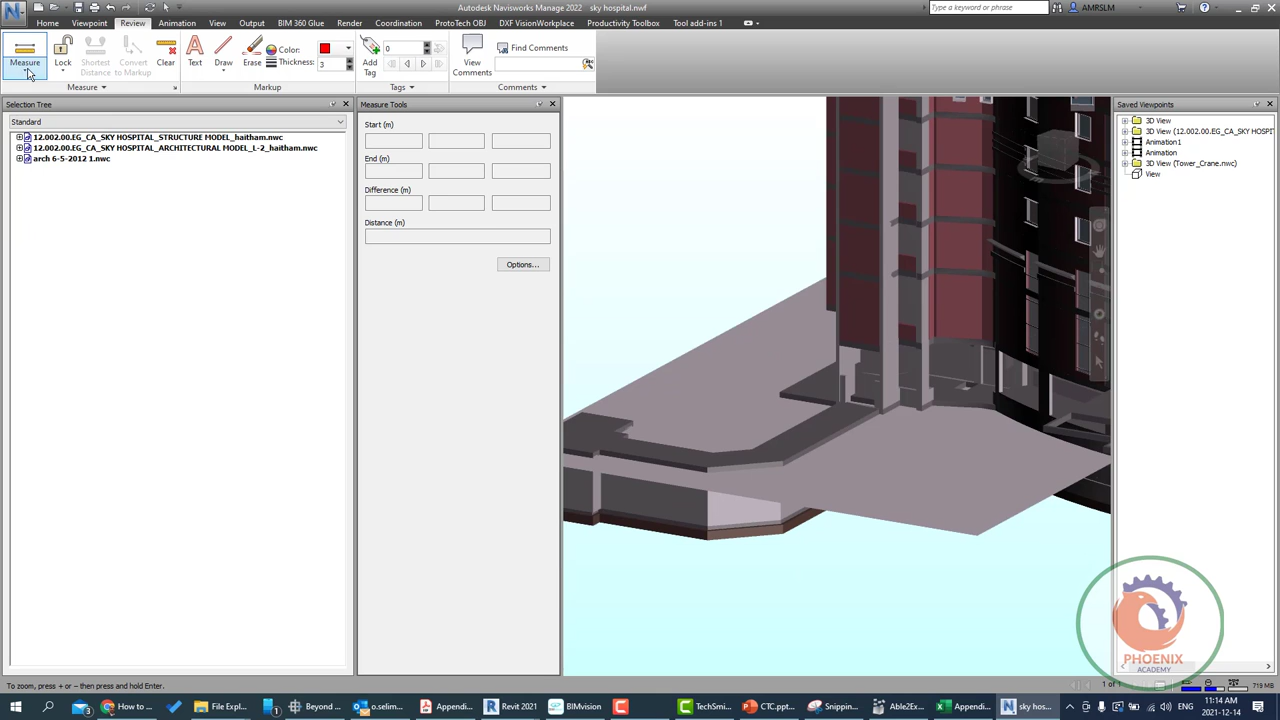 Autodesk Navisworks Manage 2022 sky hospital.nwf
Type a keyword or phrase
AMRSLM
Home Viewpoint Review Animation View Output BIM 360 Glue Render ProtoTech OBJ DXF VisionWorkplace Productivity Toolbox Tool add-ins 1
Measure
Lock
Shortest Distance
Convert to Markup
Clear
Text
Draw
Erase
Color:
Thickness: 3
Add Tag
0
View Comments
Find Comments
Measure
Markup
Tags
Comments
Selection Tree
Standard
12.002.00.EG_CA_SKY HOSPITAL_STRUCTURE MODEL_haitham.nwc
12.002.00.EG_CA_SKY HOSPITAL_ARCHITECTURAL MODEL_L-2_haitham.nwc
arch 6-5-2012 1.nwc
Measure Tools
Start (m)
End (m)
Difference (m)
Distance (m)
Options...
Saved Viewpoints
3D View
3D View (12.002.00.EG_CA_SKY HOSPIT
Animation1
Animation
3D View (Tower_Crane.nwc)
View
PHOENIX
ACADEMY
To zoom, press + or – then press and hold Enter.
1 of 1
719 MB
How to ...
File Expl...
Beyond ...
o.selim...
Appendi...
Revit 2021
BIMvision
TechSmi...
CTC.ppt...
Snippin...
AbleZEx...
Appendi...
sky hos...
ENG
11:14 AM
2021-12-14